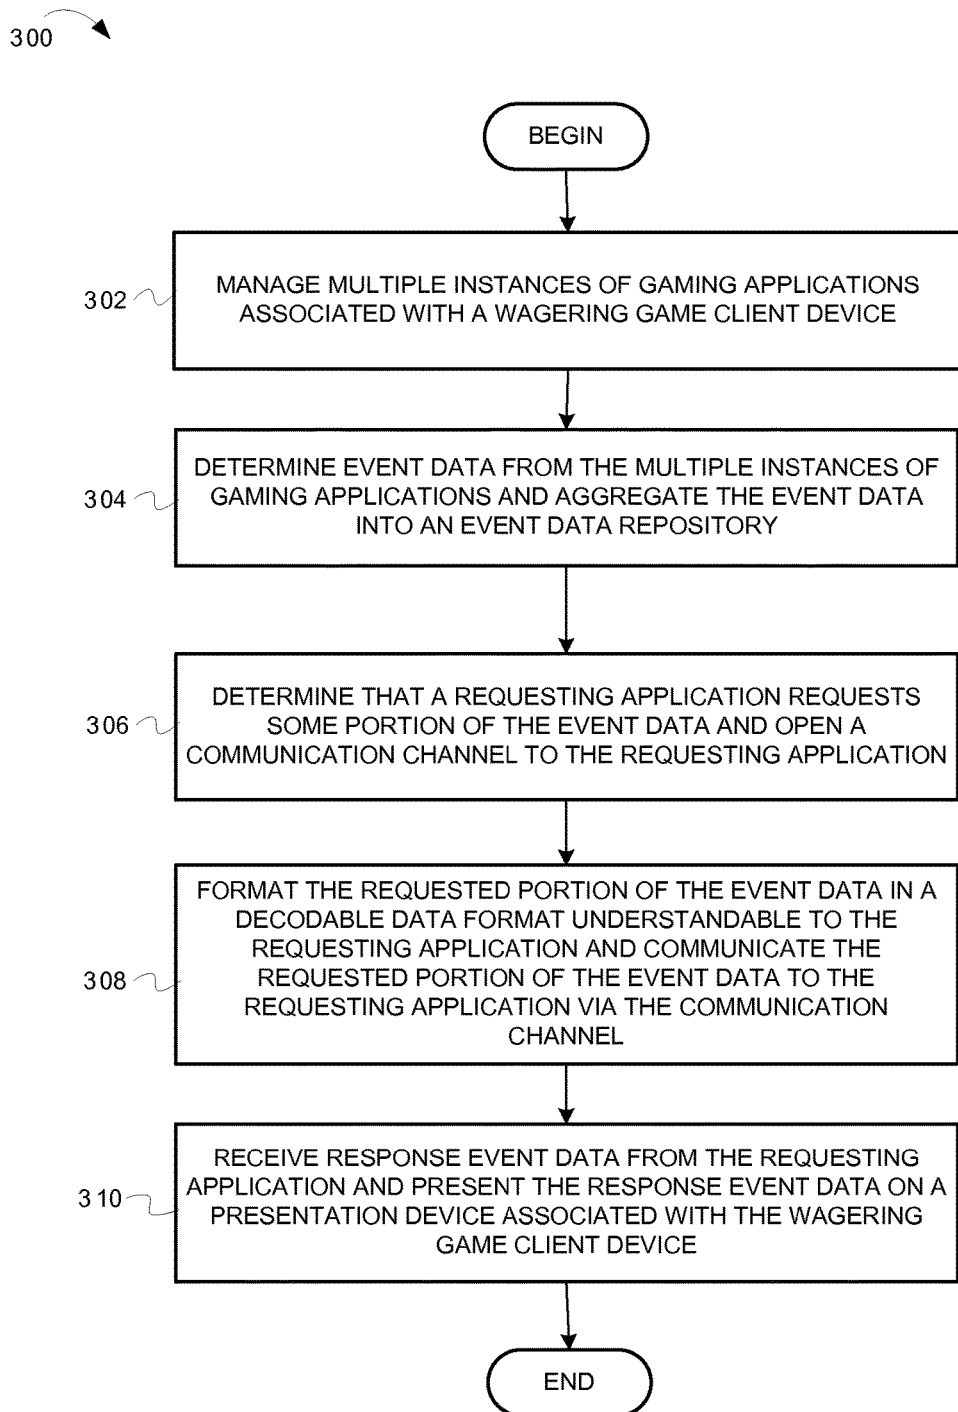 300
BEGIN
302
MANAGE MULTIPLE INSTANCES OF GAMING APPLICATIONS
ASSOCIATED WITH A WAGERING GAME CLIENT DEVICE
304
DETERMINE EVENT DATA FROM THE MULTIPLE INSTANCES OF
GAMING APPLICATIONS AND AGGREGATE THE EVENT DATA
INTO AN EVENT DATA REPOSITORY
306
DETERMINE THAT A REQUESTING APPLICATION REQUESTS
SOME PORTION OF THE EVENT DATA AND OPEN A
COMMUNICATION CHANNEL TO THE REQUESTING APPLICATION
308
FORMAT THE REQUESTED PORTION OF THE EVENT DATA IN A
DECODABLE DATA FORMAT UNDERSTANDABLE TO THE
REQUESTING APPLICATION AND COMMUNICATE THE
REQUESTED PORTION OF THE EVENT DATA TO THE
REQUESTING APPLICATION VIA THE COMMUNICATION
CHANNEL
310
RECEIVE RESPONSE EVENT DATA FROM THE REQUESTING
APPLICATION AND PRESENT THE RESPONSE EVENT DATA ON A
PRESENTATION DEVICE ASSOCIATED WITH THE WAGERING
GAME CLIENT DEVICE
END